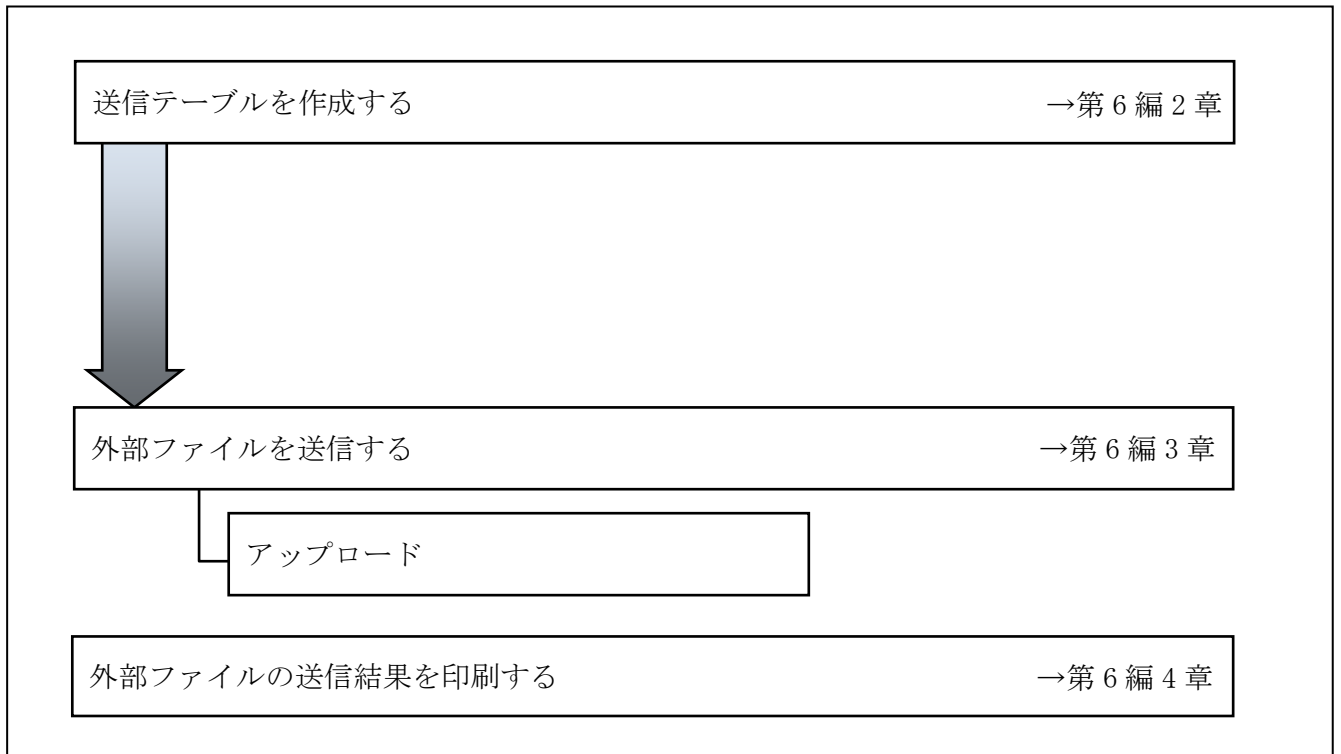 送信テーブルを作成する →第6編2章
外部ファイルを送信する →第6編3章
アップロード
外部ファイルの送信結果を印刷する →第6編4章